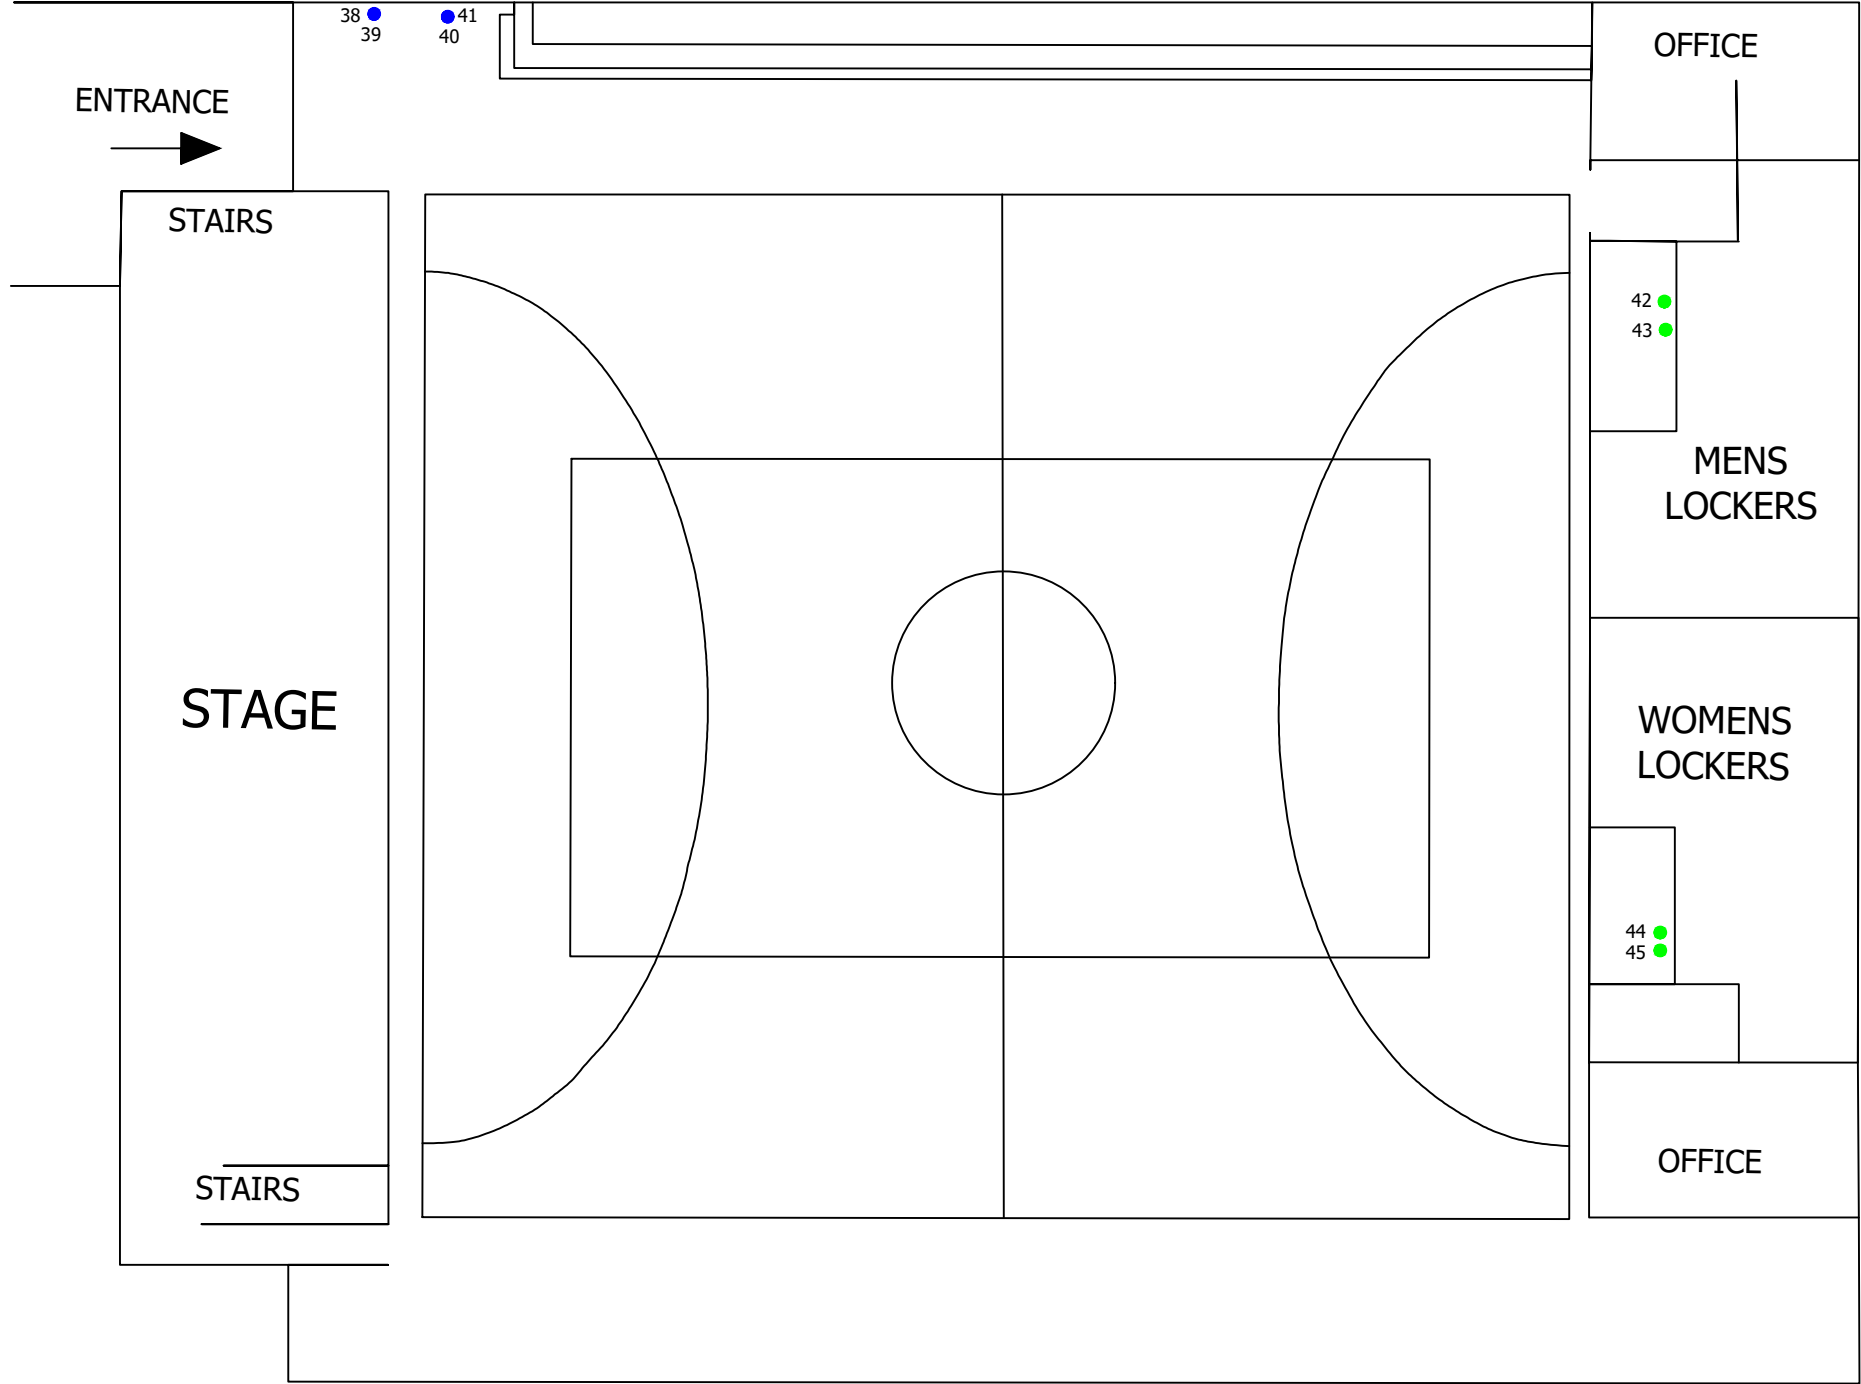 38 41
39 40
OFFICE
ENTRANCE
STAIRS
42
43
MENS
LOCKERS
STAGE
WOMENS
LOCKERS
44
45
OFFICE
STAIRS